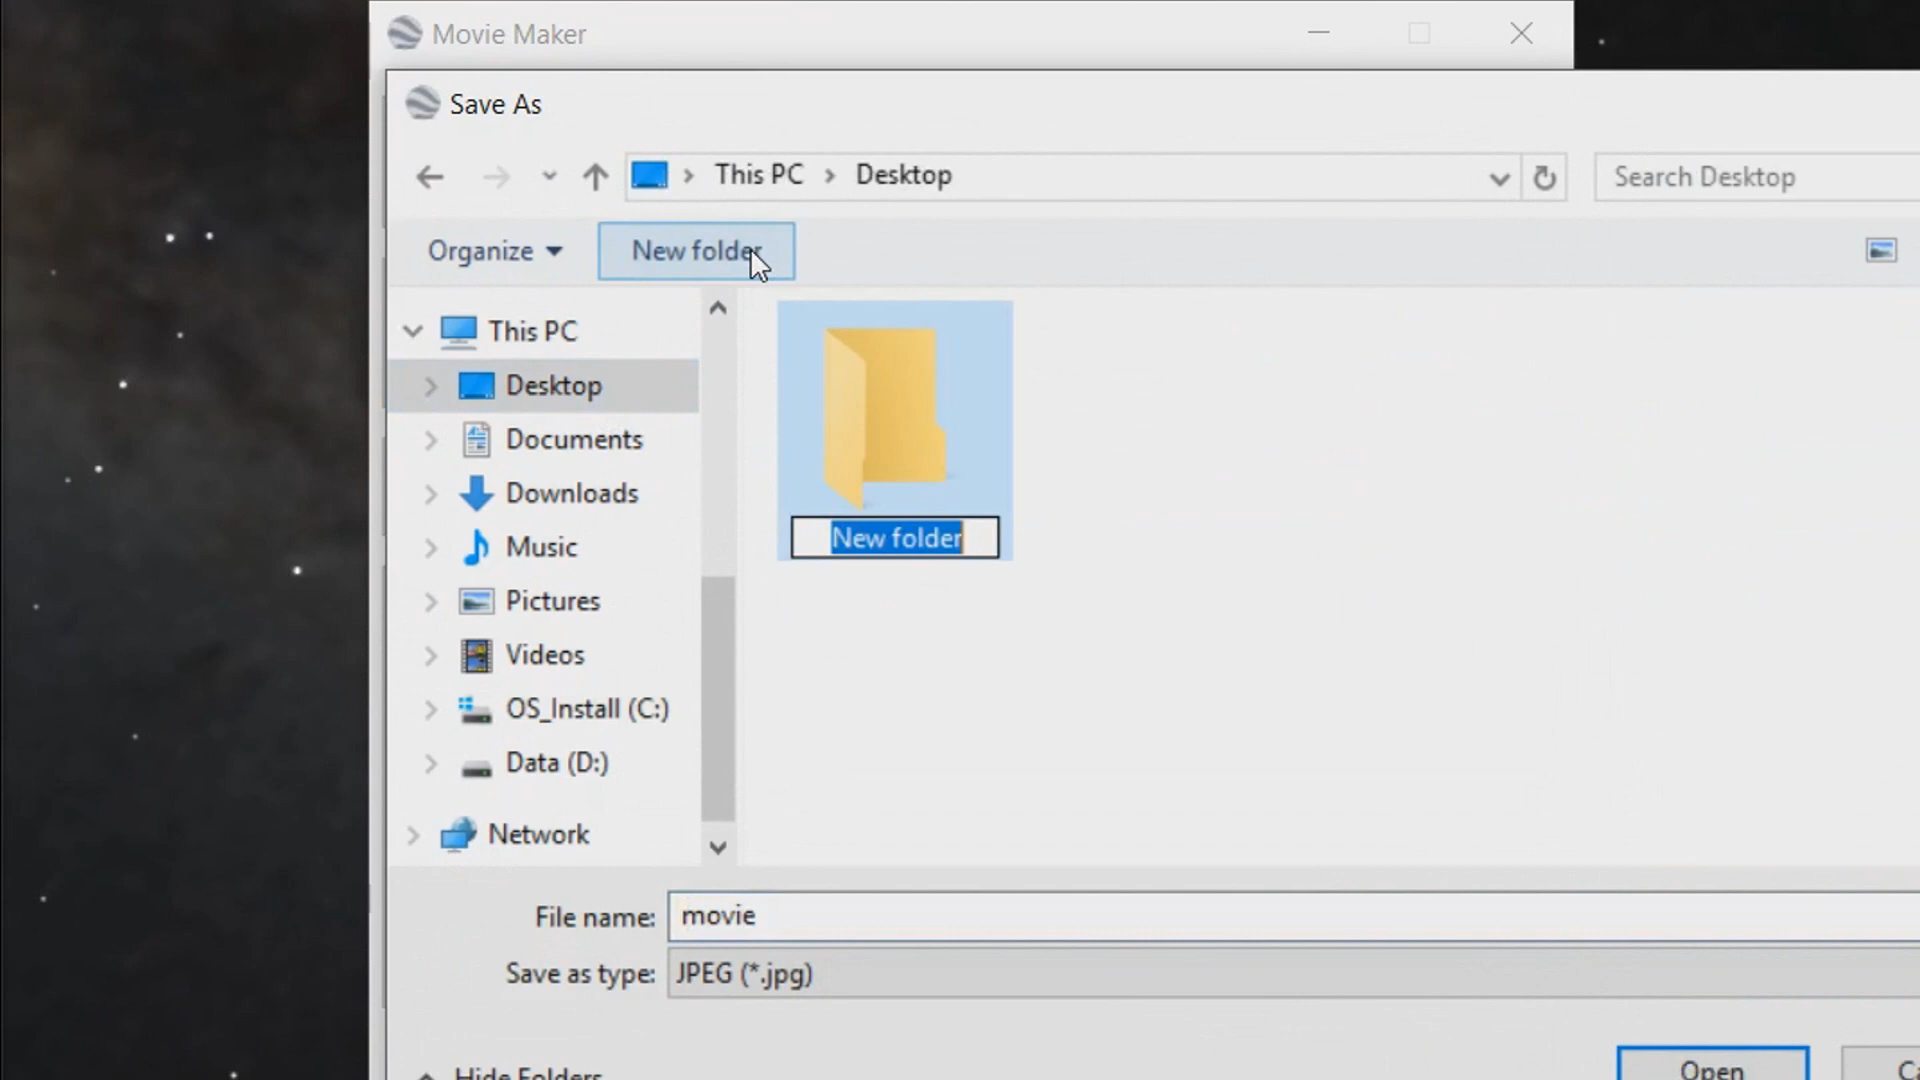 Movie Maker
Save As
This PC
Desktop
Search Desktop
Organize
New folder
This PC
Desktop
Documents
Downloads
Music
Pictures
Videos
OS_Install (C:)
Data (D:)
Network
New folder
File name: movie
Save as type: JPEG (*.jpg)
Hide Folders
Open